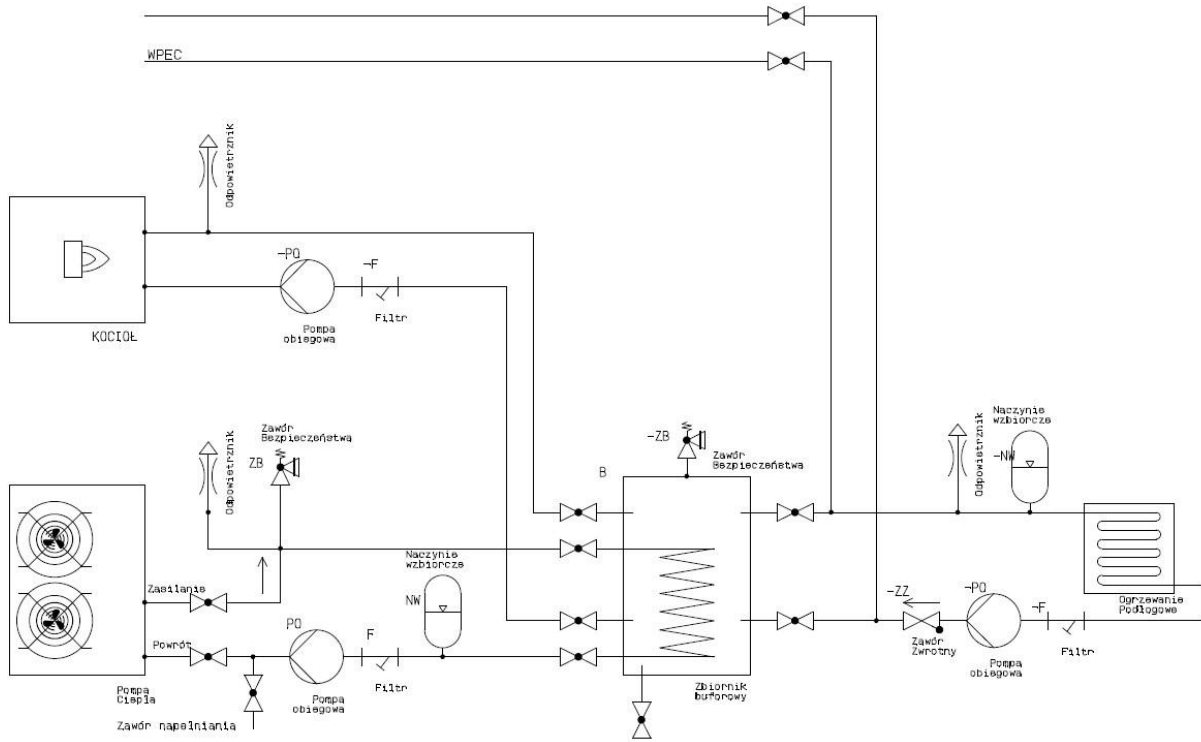 WPEC
Odpowietrznik
-PO
-F
Pompa
obiegowa
Filtr
KOCIOŁ
Odpowietrznik
Zawór
Bezpieczeństwa
ZB
-ZB
Zawór
Bezpieczeństwa
B
Odpowietrznik
Naczynie
wzbiorcze
-NW
Zasilanie
Powrót
Pompa
Ciepła
Zawór napełniania
PO
F
Pompa
obiegowa
Filtr
Naczynie
wzbiorcze
NW
Zbiornik
buforowy
-ZZ
Zawór
Zwrotny
-PO
-F
Pompa
obiegowa
Filtr
Ogrzewanie
Podłogowe